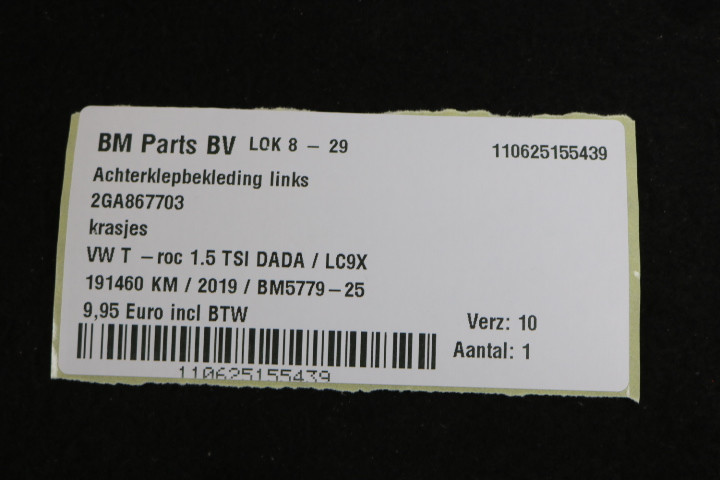 BM Parts BV LOK 8 - 29 110625155439
Achterklepbekleding links
2GA867703
krasjes
VW T -roc 1.5 TSI DADA / LC9X
191460 KM / 2019 / BM5779-25
9,95 Euro incl BTW
Verz: 10
Aantal: 1
110625155439